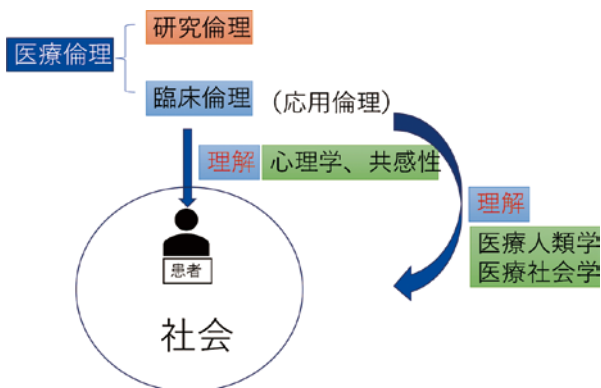 研究倫理
医療倫理
臨床倫理 （応用倫理）
理解 心理学、共感性
理解
医療人類学
医療社会学
患者
社会